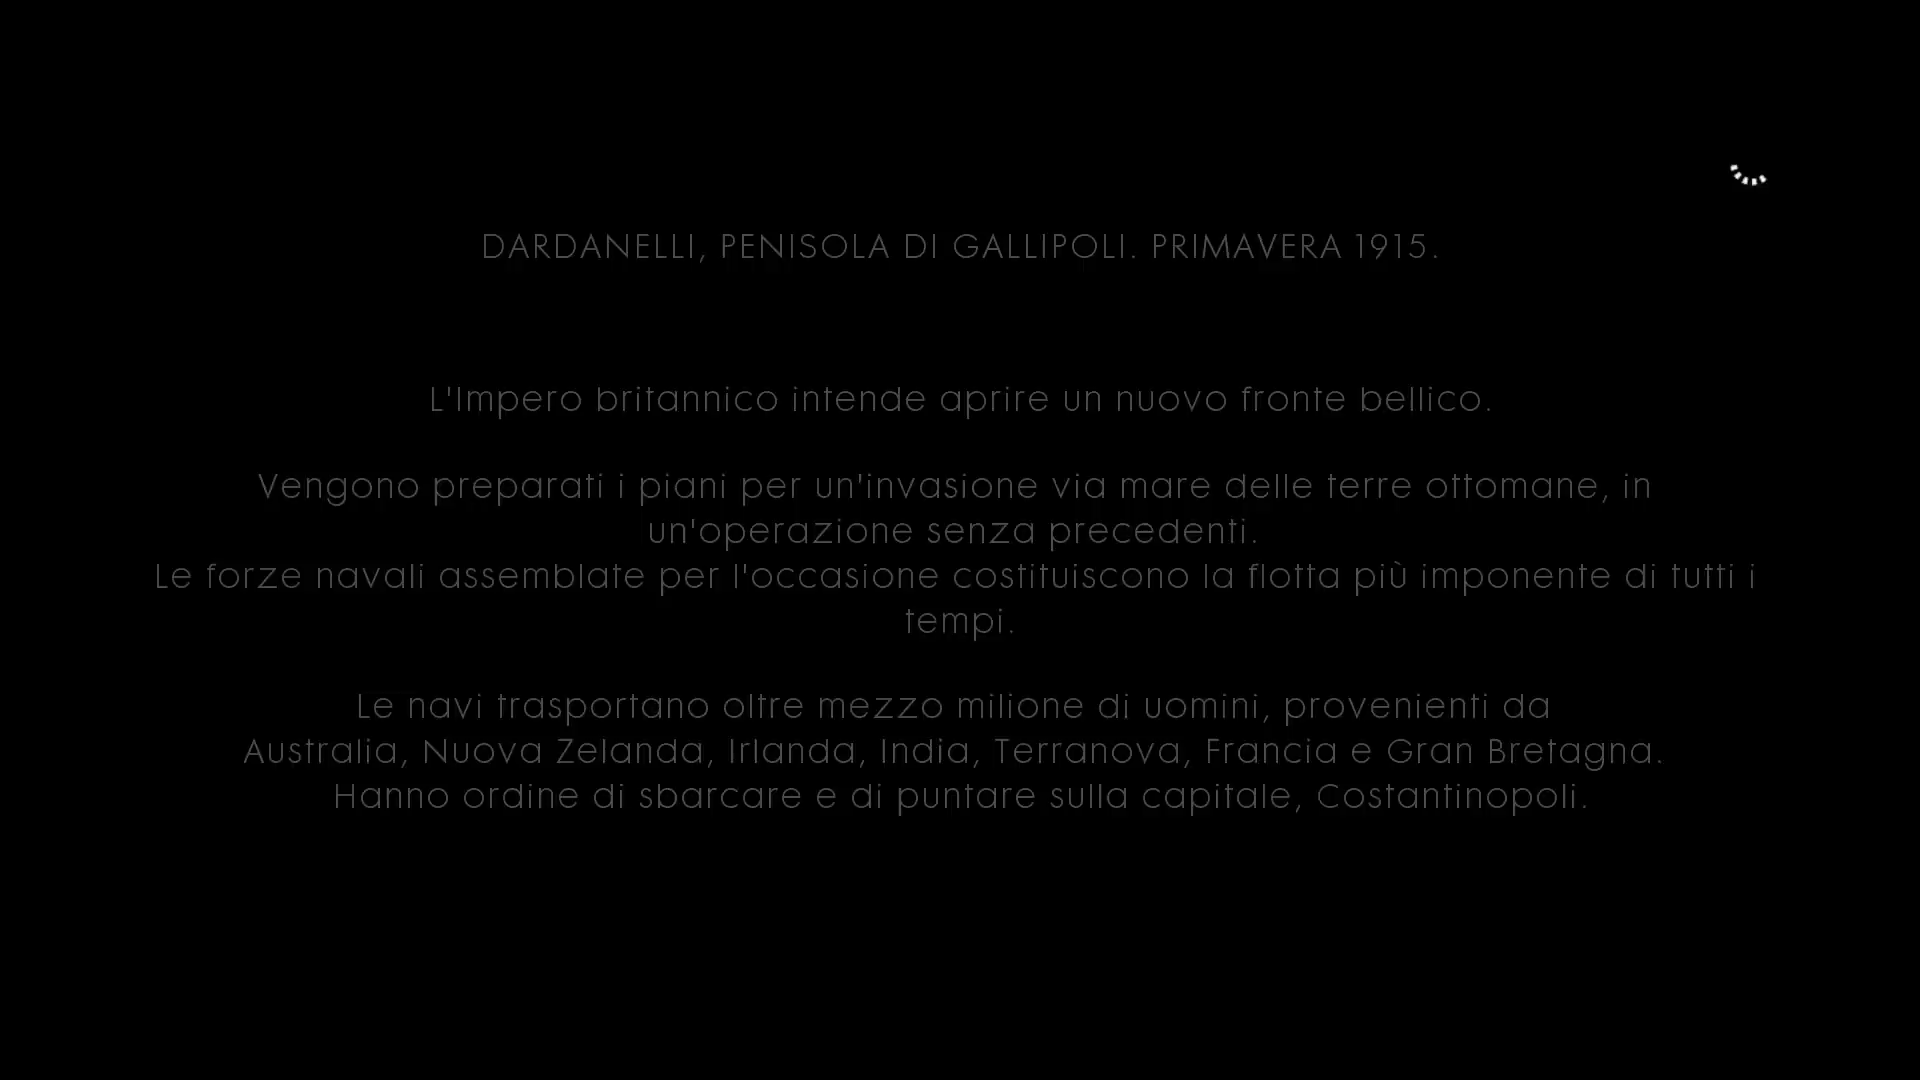 DARDANELLI, PENISOLA DI GALLIPOLI. PRIMAVERA 1915.
L'Impero britannico intende aprire un nuovo fronte bellico.
Vengono preparati i piani per un'invasione via mare delle terre ottomane, in
un'operazione senza precedenti.
Le forze navali assemblate per l'occasione costituiscono la flotta più imponente di tutti i
tempi.
Le navi trasportano oltre mezzo milione di uomini, provenienti da
Australia, Nuova Zelanda, Irlanda, India, Terranova, Francia e Gran Bretagna.
Hanno ordine di sbarcare e di puntare sulla capitale, Costantinopoli.